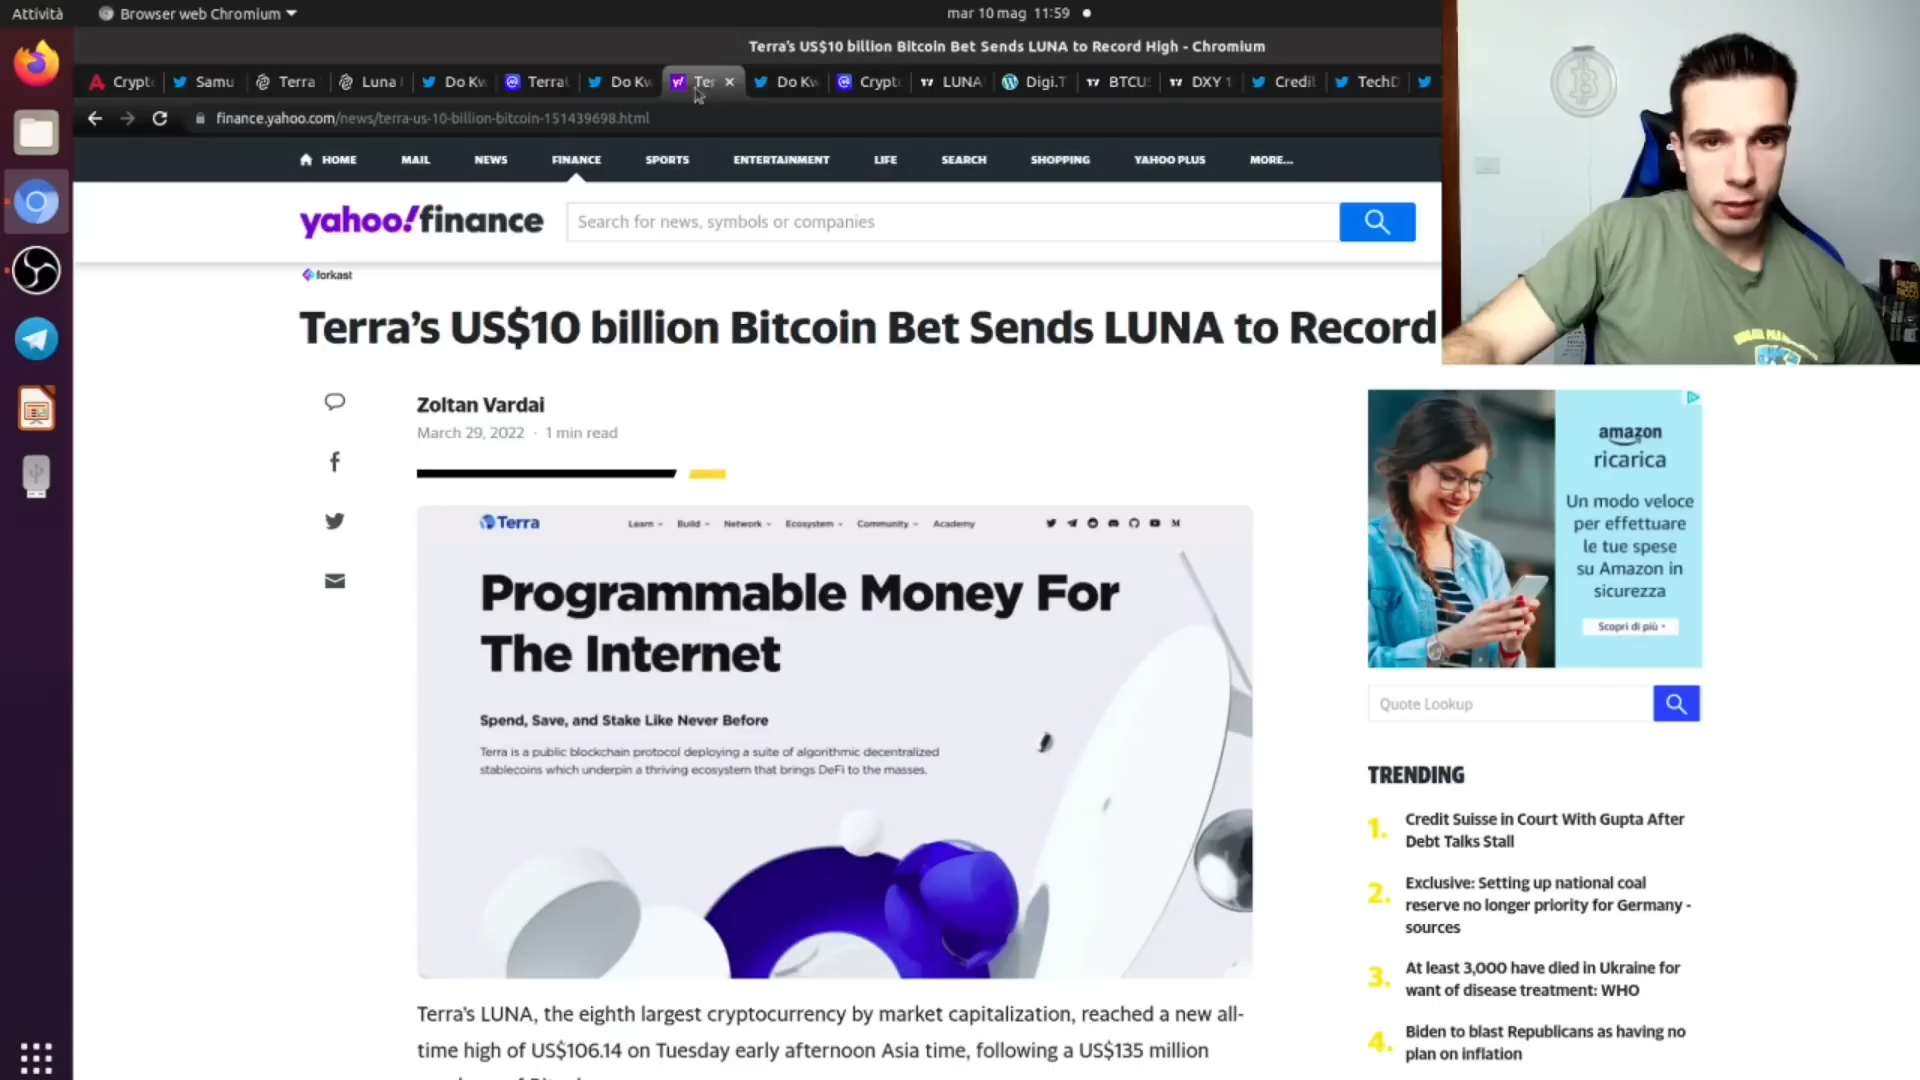 Attività
Browser web Chromium
mar 10 mag 11:59
Terra's US$10 billion Bitcoin Bet Sends LUNA to Record High - Chromium
Crypt
Samu
Terra
Luna
Do Kw
Terral
Do Kw
Ter
Do Kw
Crypt
LUNA
Digi.T
BTCU
DXY 1
Credi
TechD
finance.yahoo.com/news/terra-us-10-billion-bitcoin-151439698.html
HOME
MAIL
NEWS
FINANCE
SPORTS
ENTERTAINMENT
LIFE
SEARCH
SHOPPING
YAHOO PLUS
MORE...
yahoo!finance
Search for news, symbols or companies
forkast
Terra's US$10 billion Bitcoin Bet Sends LUNA to Record
Zoltan Vardai
March 29, 2022 · 1 min read
Terra
Learn
Build
Network
Ecosystem
Community
Academy
Programmable Money For
The Internet
Spend, Save, and Stake Like Never Before
Terra is a public blockchain protocol deploying a suite of algorithmic decentralized
stablecoins which underpin a thriving ecosystem that brings DeFi to the masses.
Terra's LUNA, the eighth largest cryptocurrency by market capitalization, reached a new all-
time high of US$106.14 on Tuesday early afternoon Asia time, following a US$135 million
amazon
ricarica
Un modo veloce
per effettuare
le tue spese
su Amazon in
sicurezza
Scopri di più
Quote Lookup
TRENDING
1. Credit Suisse in Court With Gupta After
Debt Talks Stall
2. Exclusive: Setting up national coal
reserve no longer priority for Germany -
sources
3. At least 3,000 have died in Ukraine for
want of disease treatment: WHO
4. Biden to blast Republicans as having no
plan on inflation